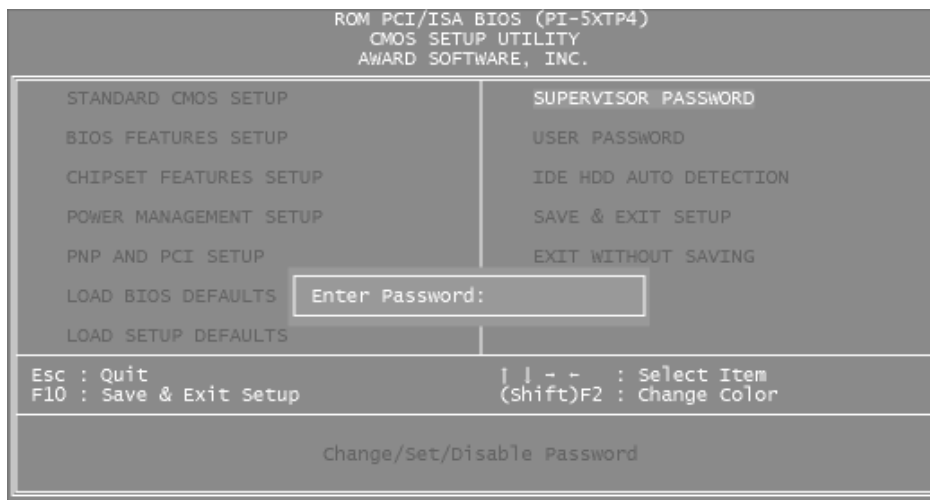 ROM PCI/ISA BIOS (PI-5XTP4)
CMOS SETUP UTILITY
AWARD SOFTWARE, INC.
STANDARD CMOS SETUP
BIOS FEATURES SETUP
CHIPSET FEATURES SETUP
POWER MANAGEMENT SETUP
PNP AND PCI SETUP
LOAD BIOS DEFAULTS
LOAD SETUP DEFAULTS
SUPERVISOR PASSWORD
USER PASSWORD
IDE HDD AUTO DETECTION
SAVE & EXIT SETUP
EXIT WITHOUT SAVING
Enter Password:
Esc : Quit
F10 : Save & Exit Setup
↑ ↓ → ← : Select Item
(Shift)F2 : Change Color
Change/Set/Disable Password